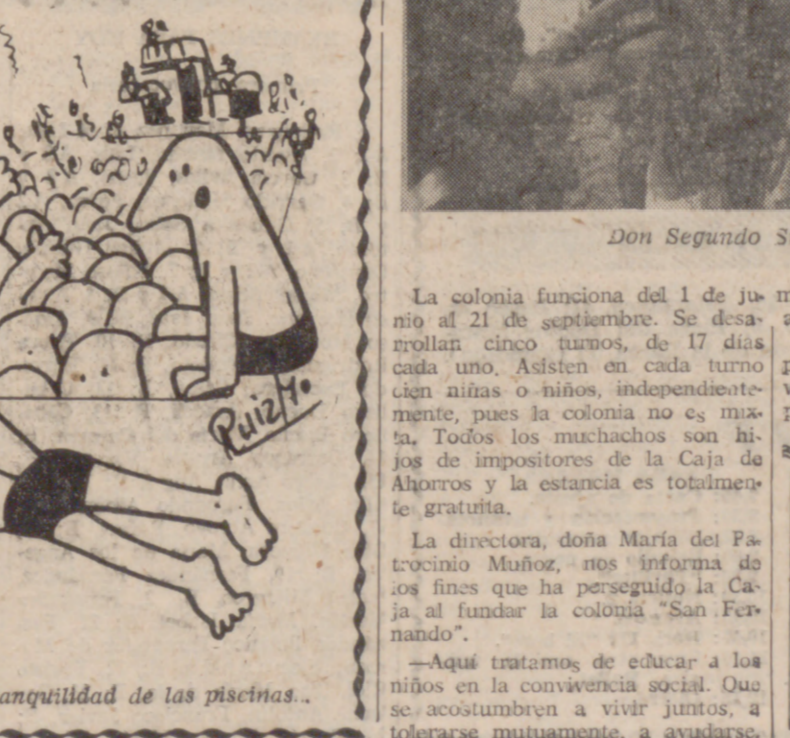 Ruiz/70
anquilidad de las piscinas...
Don Segundo S
La colonia funciona del 1 de ju-
nio al 21 de septiembre. Se desa-
rrollan cinco turnos, de 17 días
cada uno. Asisten en cada turno
cien niñas o niños, independiente-
mente, pues la colonia no es mix-
ta. Todos los muchachos son hi-
jos de impositores de la Caja de
Ahorros y la estancia es totalmen-
te gratuita.
La directora, doña María del Pa-
trocinio Muñoz, nos informa de
los fines que ha perseguido la Ca-
ja al fundar la colonia "San Fer-
nando".
—Aquí tratamos de educar a los
niños en la convivencia social. Que
se acostumbren a vivir juntos, a
tolerarse mutuamente, a ayudarse.